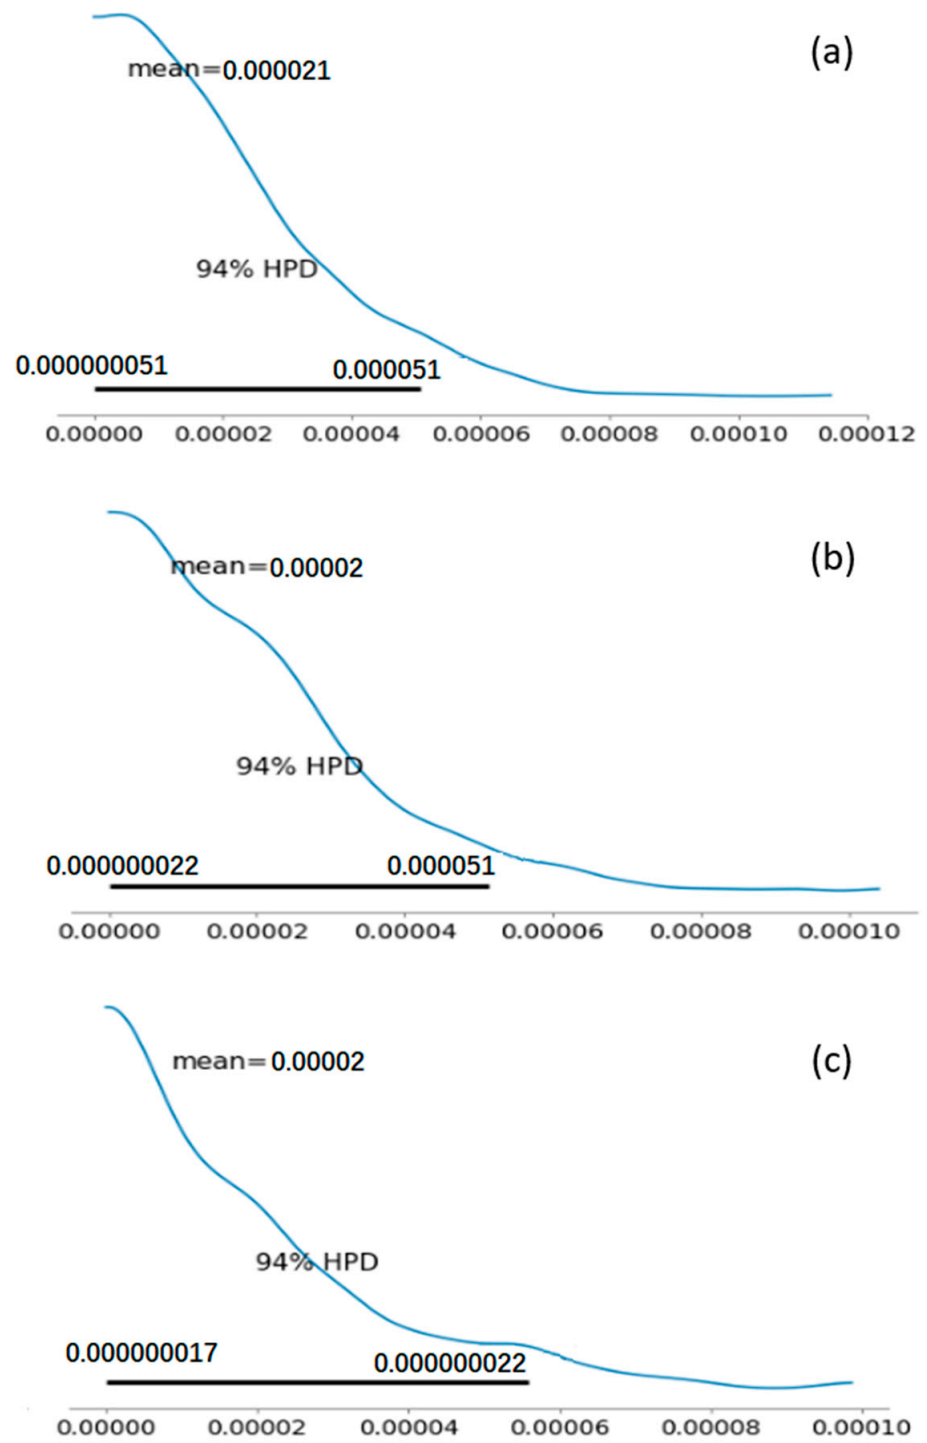 (a)
mean=0.000021
94% HPD
0.000000051 0.000051
0.00000 0.00002 0.00004 0.00006 0.00008 0.00010 0.00012
(b)
mean=0.00002
94% HPD
0.000000022 0.000051
0.00000 0.00002 0.00004 0.00006 0.00008 0.00010
(c)
mean=0.00002
94% HPD
0.000000017 0.000000022
0.00000 0.00002 0.00004 0.00006 0.00008 0.00010